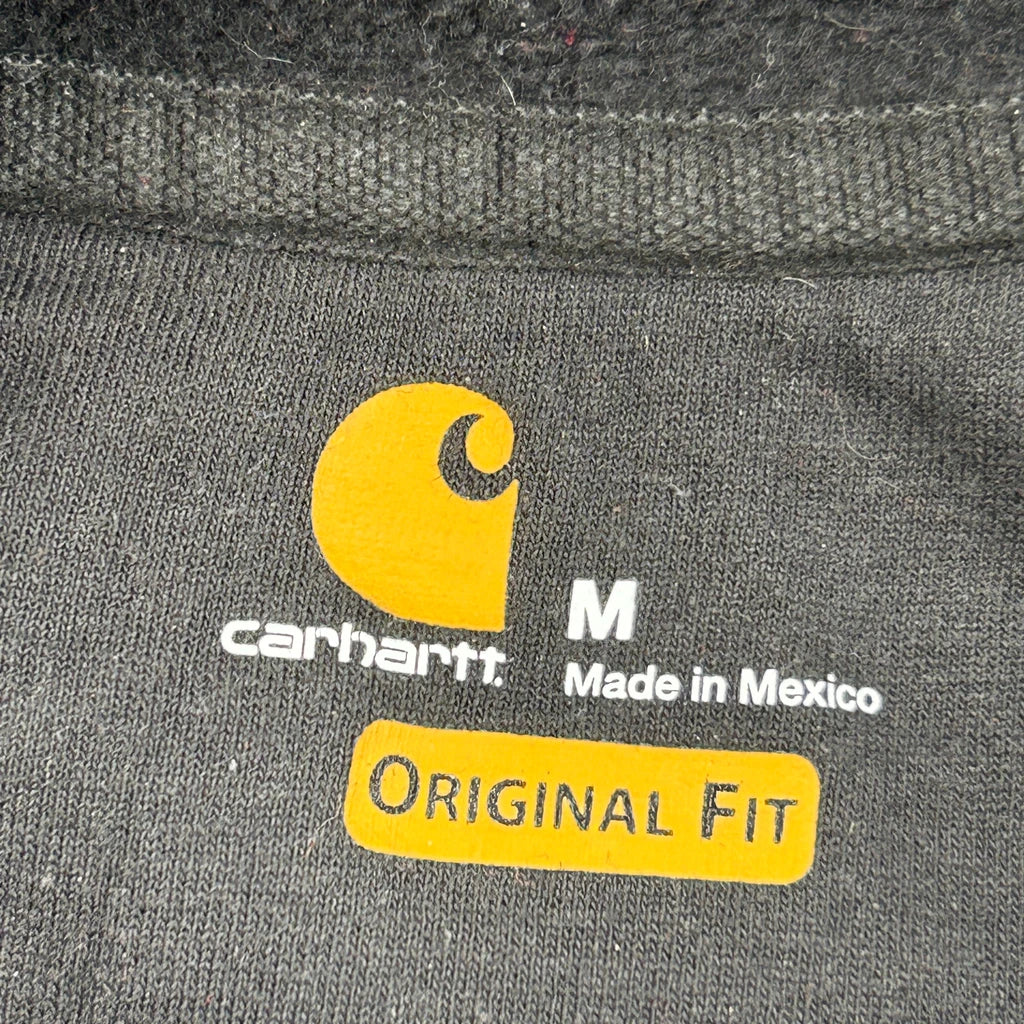 M
carhartt.
Made in Mexico
ORIGINAL FIT